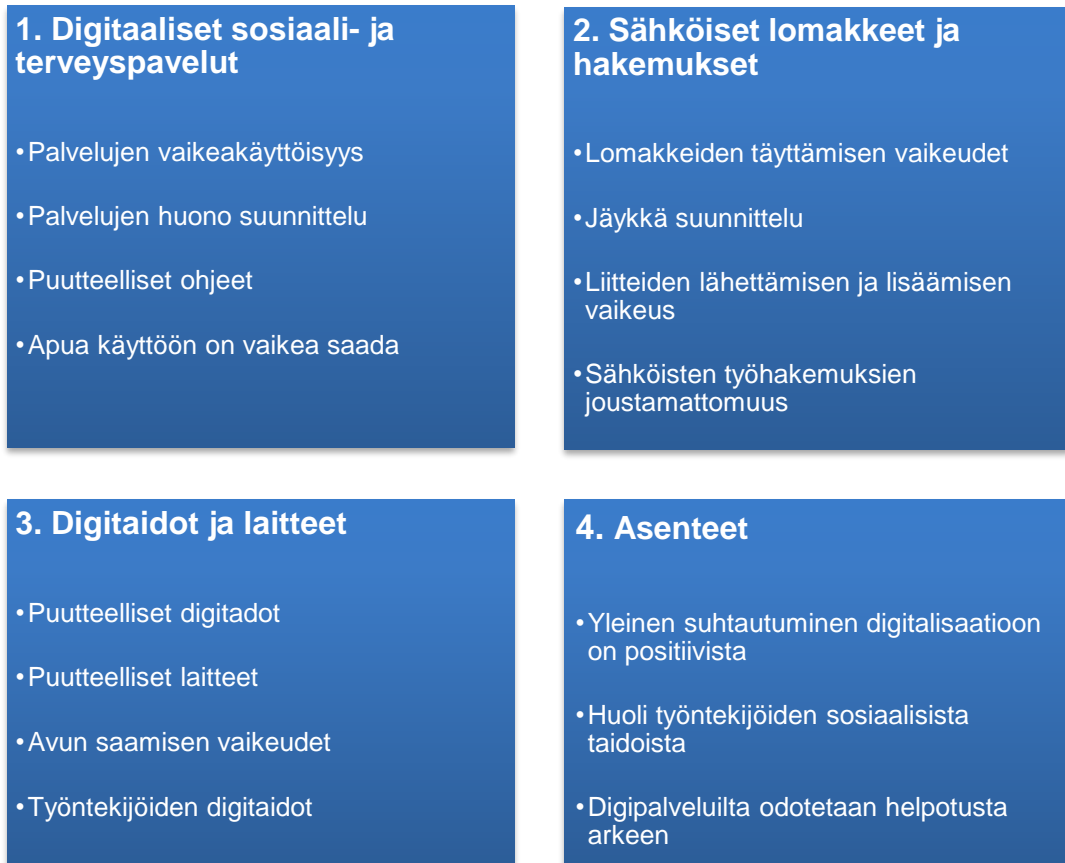 1. Digitaaliset sosiaali- ja
terveyspavelut
•Palvelujen vaikeakäyttöisyys
•Palvelujen huono suunnittelu
•Puutteelliset ohjeet
•Apua käyttöön on vaikea saada
2. Sähköiset lomakkeet ja
hakemukset
•Lomakkeiden täyttämisen vaikeudet
•Jäykkä suunnittelu
•Liitteiden lähettämisen ja lisäämisen
vaikeus
•Sähköisten työhakemuksien
joustamattomuus
3. Digitaidot ja laitteet
•Puutteelliset digitadot
•Puutteelliset laitteet
•Avun saamisen vaikeudet
•Työntekijöiden digitaidot
4. Asenteet
•Yleinen suhtautuminen digitalisaatioon
on positiivista
•Huoli työntekijöiden sosiaalisista
taidoista
•Digipalveluilta odotetaan helpotusta
arkeen